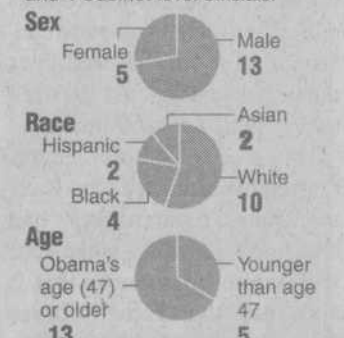 Sex
Female
5
Male
13
Race
Asian
2
Hispanic
2
White
10
Black
4
Age
Obama's
age (47)
or older
13
Younger
than age
47
5